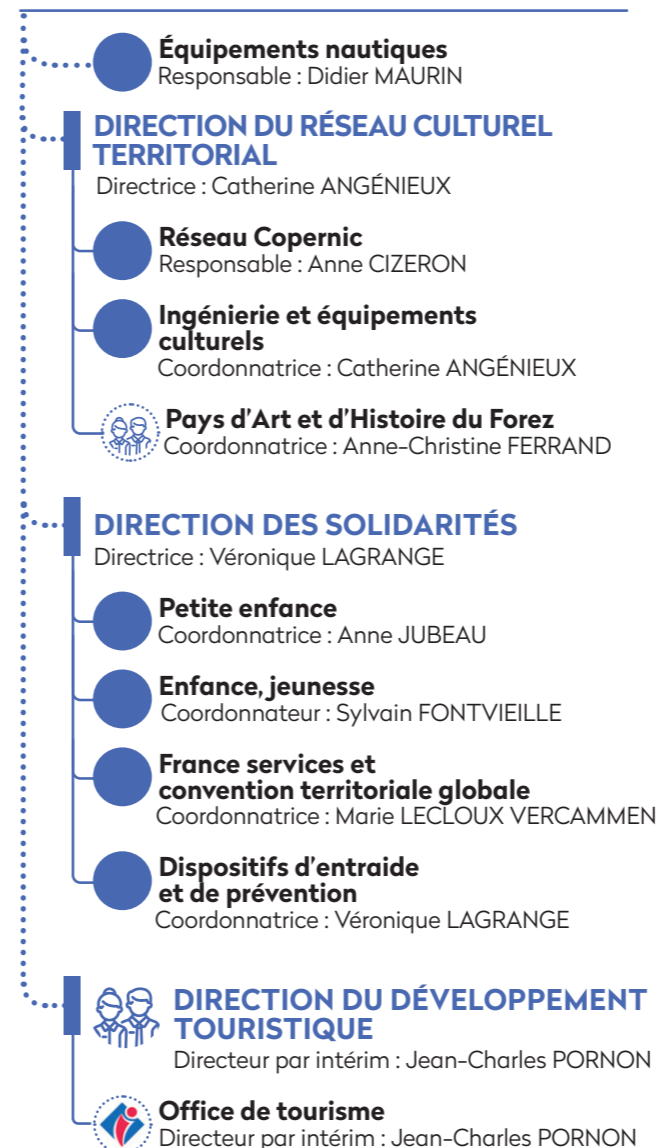 Équipements nautiques
Responsable : Didier MAURIN
DIRECTION DU RÉSEAU CULTUREL
TERRITORIAL
Directrice : Catherine ANGÉNIEUX
Réseau Copernic
Responsable : Anne CIZERON
Ingénierie et équipements
culturels
Coordonnatrice : Catherine ANGÉNIEUX
Pays d’Art et d’Histoire du Forez
Coordonnatrice : Anne-Christine FERRAND
DIRECTION DES SOLIDARITÉS
Directrice : Véronique LAGRANGE
Petite enfance
Coordonnatrice : Anne JUBEAU
Enfance, jeunesse
Coordonnateur : Sylvain FONTVIEILLE
France services et
convention territoriale globale
Coordonnatrice : Marie LECLOUX VERCAMMEN
Dispositifs d’entraide
et de prévention
Coordonnatrice : Véronique LAGRANGE
DIRECTION DU DÉVELOPPEMENT
TOURISTIQUE
Directeur par intérim : Jean-Charles PORNON
Office de tourisme
Directeur par intérim : Jean-Charles PORNON